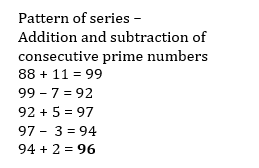 Pattern of series –
Addition and subtraction of
consecutive prime numbers
88 + 11 = 99
99 – 7 = 92
92 + 5 = 97
97 –  3 = 94
94 + 2 = 96